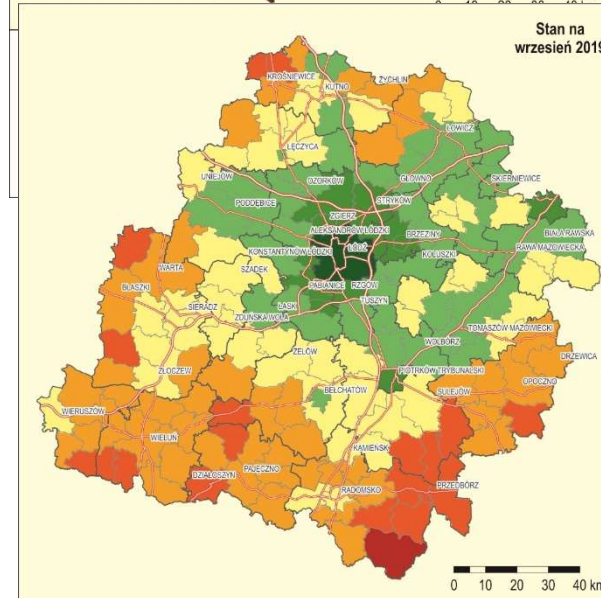 Stan na
wrzesień 2019
KROŚNIEWICE
KUTNO
ŻYCHLIN
ŁĘCZYCA
ŁOWICZ
UNIEJÓW
OZORKÓW
GŁOWNO
SKIERNIEWICE
PODDĘBICE
STRYKÓW
ZGIERZ
ALEKSANDRÓW ŁÓDZKI
BRZEZINY
BIAŁA RAWSKA
KONSTANTYNÓW ŁÓDZKI
ŁÓDŹ
RAWA MAZOWIECKA
WARTA
SZADEK
KOLUSZKI
BŁASZKI
PABIANICE
RZGÓW
SIERADZ
ŁASK
TUSZYN
ZDUŃSKA WOLA
WOLBÓRZ
TOMASZÓW MAZOWIECKI
ZELÓW
DRZEWICA
ZŁOCZEW
PIOTRKÓW TRYBUNALSKI
BEŁCHATÓW
SULEJÓW
OPOCZNO
WIERUSZÓW
WIELUŃ
KAMIEŃSK
PAJĘCZNO
DZIAŁOSZYN
RADOMSKO
PRZEDBÓRZ
0 10 20 30 40 km